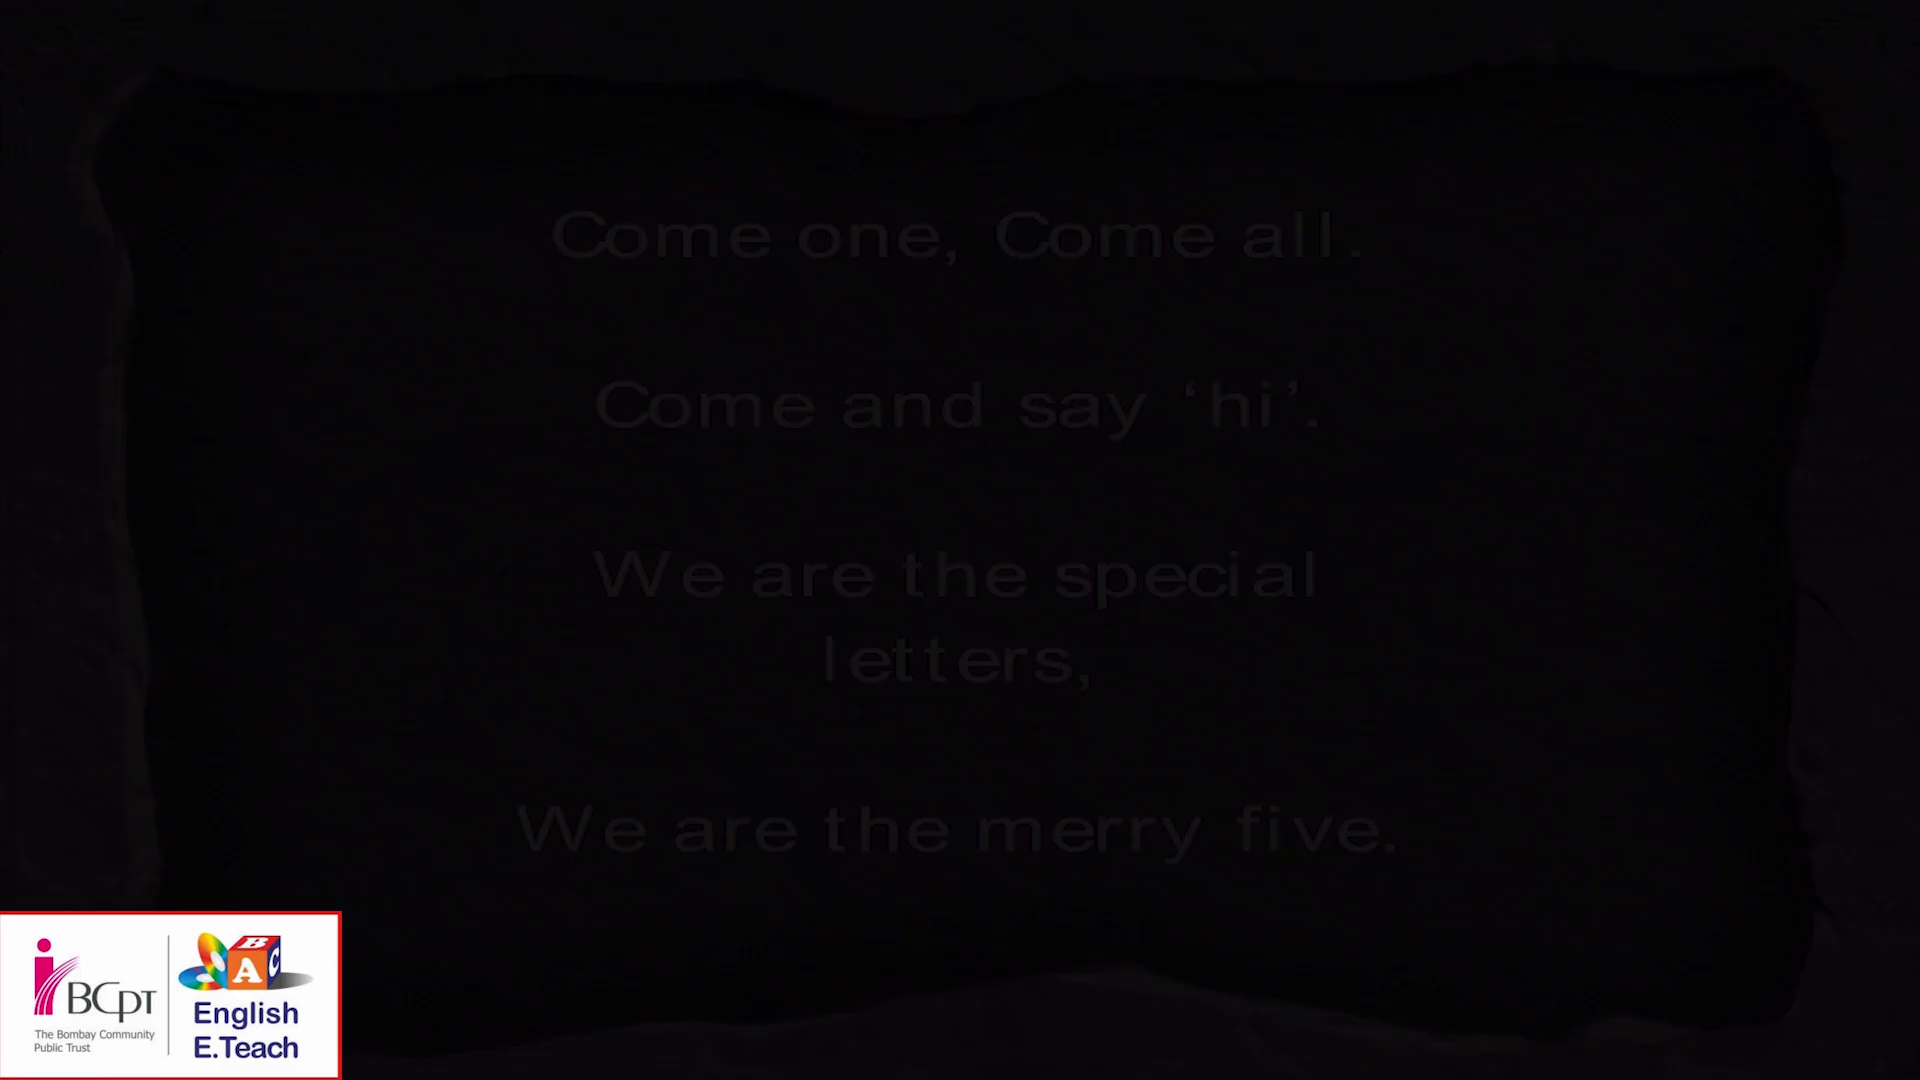 Come one, Come all.
Come and say ‘hi’.
We are the special
letters,
We are the merry five.
BCPT
The Bombay Community
Public Trust
A B C
English
E.Teach